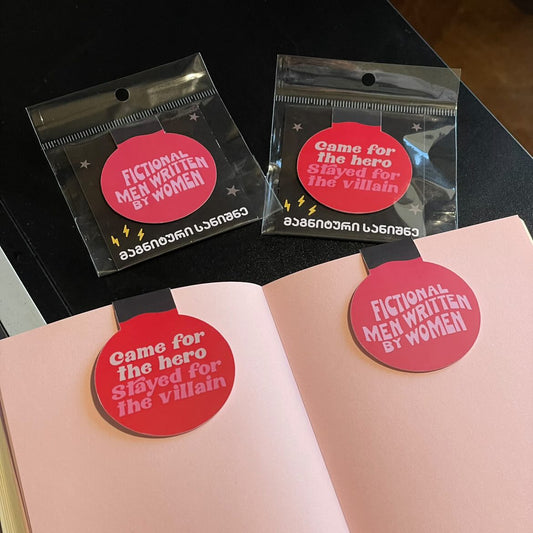 FICTIONAL
MEN WRITTEN
BY WOMEN
Came for
the hero
Stayed for
the villain
მაგნიტური სანიშნე
მაგნიტური სანიშნე
Came for
the hero
Stayed for
the villain
FICTIONAL
MEN WRITTEN
BY WOMEN